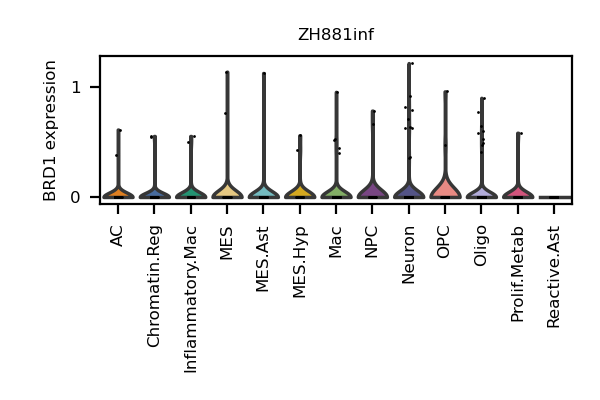 ZH881inf
BRD1 expression
1
0
AC
Chromatin.Reg
Inflammatory.Mac
MES
MES.Ast
MES.Hyp
Mac
NPC
Neuron
OPC
Oligo
Prolif.Metab
Reactive.Ast